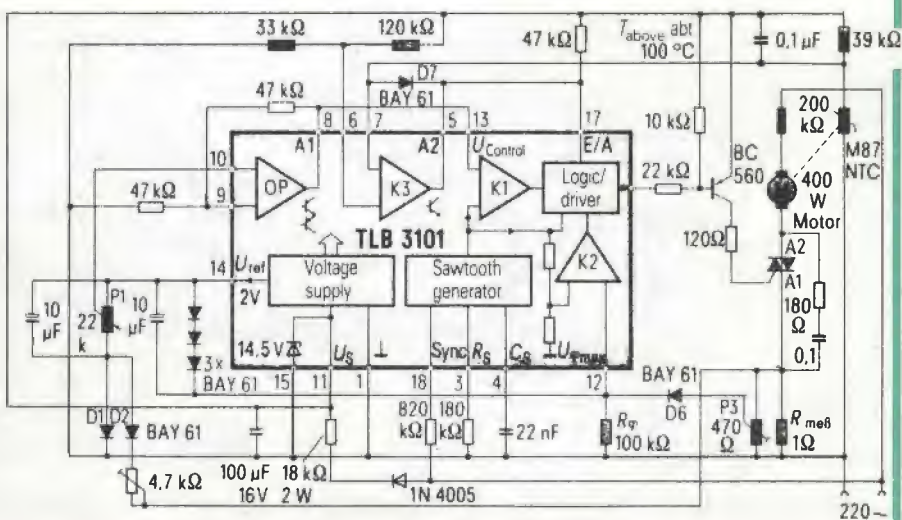 33 kΩ
120 kΩ
47 kΩ
T above abt
100 °C
0,1 µF
39 kΩ
D7
BAY 61
47 kΩ
8 6 7 5 13 17
200
kΩ
10 kΩ
A1 A2 U Control E/A
M87
NTC
10
OP
K3
K1
Logic/
driver
22 kΩ
BC
560
47 kΩ
9
400
W
Motor
TLB 3101
K2
120Ω
A2
A1
14
U ref
2V
Voltage
supply
Sawtooth
generator
180
Ω
0,1
10
µF
P1
22
k
10
µF
3x
BAY 61
14,5V
U S
Sync R S C S
15 11 1 18 3 4 12
BAY 61
D6
P3
470
Ω
R meß
1Ω
820
kΩ
180
kΩ
22 nF
100 kΩ
D1 D2
BAY 61
4,7 kΩ
100 µF
16V
18
kΩ
2 W
1N 4005
220~